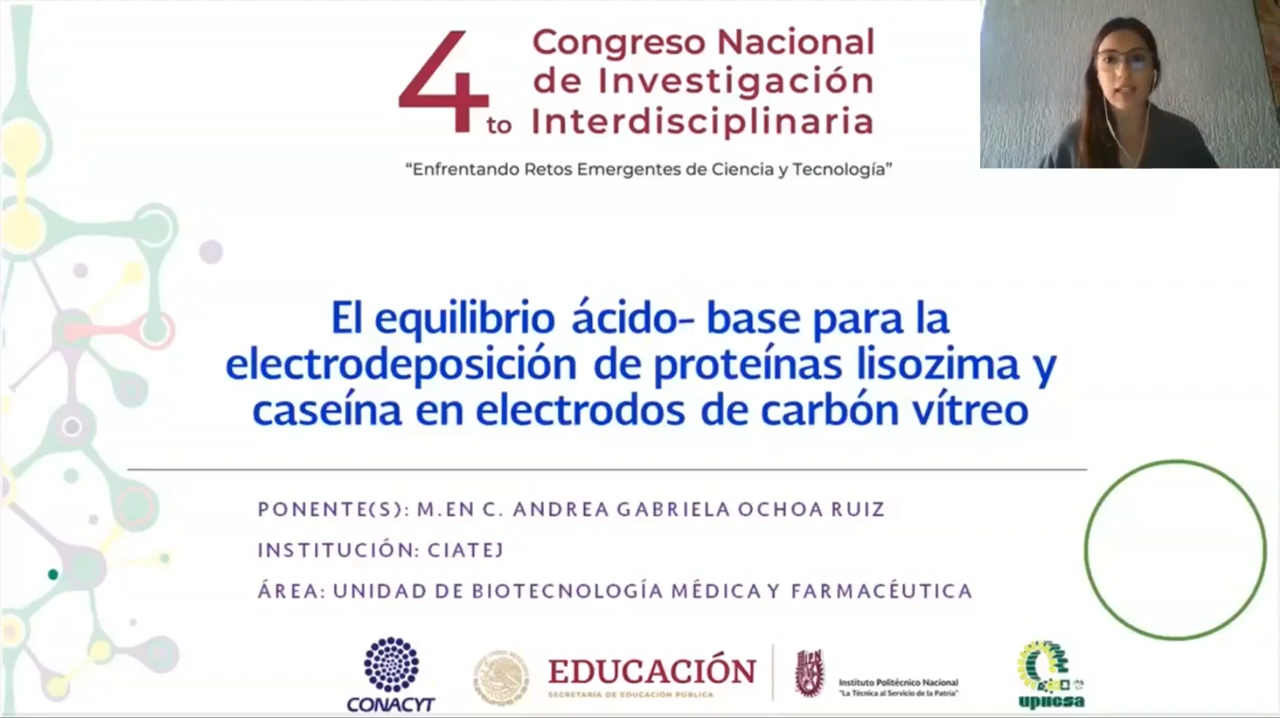 4to
Congreso Nacional
de Investigación
Interdisciplinaria
“Enfrentando Retos Emergentes de Ciencia y Tecnología”
El equilibrio ácido- base para la
electrodeposición de proteínas lisozima y
caseína en electrodos de carbón vítreo
PONENTE(S): M.EN C. ANDREA GABRIELA OCHOA RUIZ
INSTITUCIÓN: CIATEJ
ÁREA: UNIDAD DE BIOTECNOLOGÍA MÉDICA Y FARMACÉUTICA
CONACYT
EDUCACIÓN
SECRETARÍA DE EDUCACIÓN PÚBLICA
Instituto Politécnico Nacional
"La Técnica al Servicio de la Patria"
upiicsa